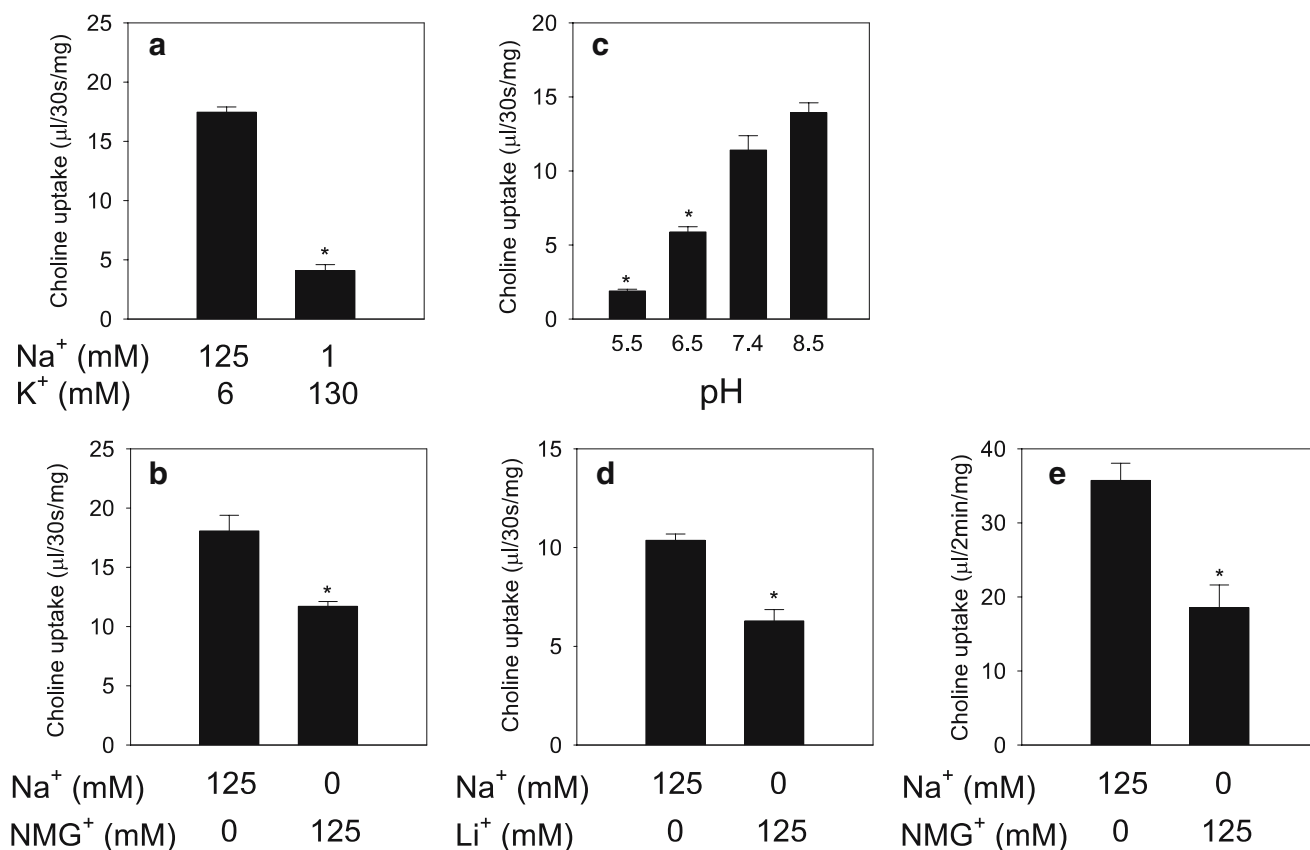 a
Choline uptake (μl/30s/mg)
25
20
15
10
5
0
*
Na+ (mM) 125 1
K+ (mM) 6 130
c
Choline uptake (μl/30s/mg)
20
15
10
5
0
*
*
5.5 6.5 7.4 8.5
pH
b
Choline uptake (μl/30s/mg)
25
20
15
10
5
0
*
Na+ (mM) 125 0
NMG+ (mM) 0 125
d
Choline uptake (μl/30s/mg)
15
10
5
0
*
Na+ (mM) 125 0
Li+ (mM) 0 125
e
Choline uptake (μl/2min/mg)
40
30
20
10
0
*
Na+ (mM) 125 0
NMG+ (mM) 0 125